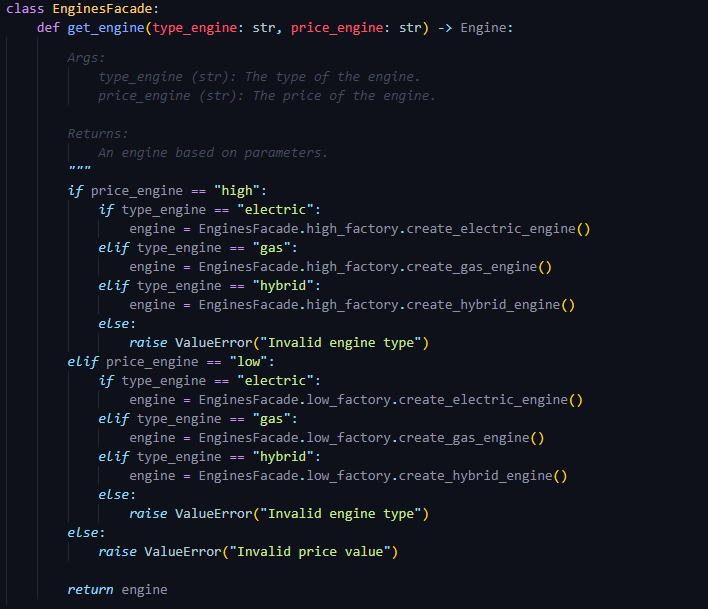 class EnginesFacade:
    def get_engine(type_engine: str, price_engine: str) -> Engine:

        Args:
            type_engine (str): The type of the engine.
            price_engine (str): The price of the engine.

        Returns:
            An engine based on parameters.
        """
        if price_engine == "high":
            if type_engine == "electric":
                engine = EnginesFacade.high_factory.create_electric_engine()
            elif type_engine == "gas":
                engine = EnginesFacade.high_factory.create_gas_engine()
            elif type_engine == "hybrid":
                engine = EnginesFacade.high_factory.create_hybrid_engine()
            else:
                raise ValueError("Invalid engine type")
        elif price_engine == "low":
            if type_engine == "electric":
                engine = EnginesFacade.low_factory.create_electric_engine()
            elif type_engine == "gas":
                engine = EnginesFacade.low_factory.create_gas_engine()
            elif type_engine == "hybrid":
                engine = EnginesFacade.low_factory.create_hybrid_engine()
            else:
                raise ValueError("Invalid engine type")
        else:
            raise ValueError("Invalid price value")

        return engine